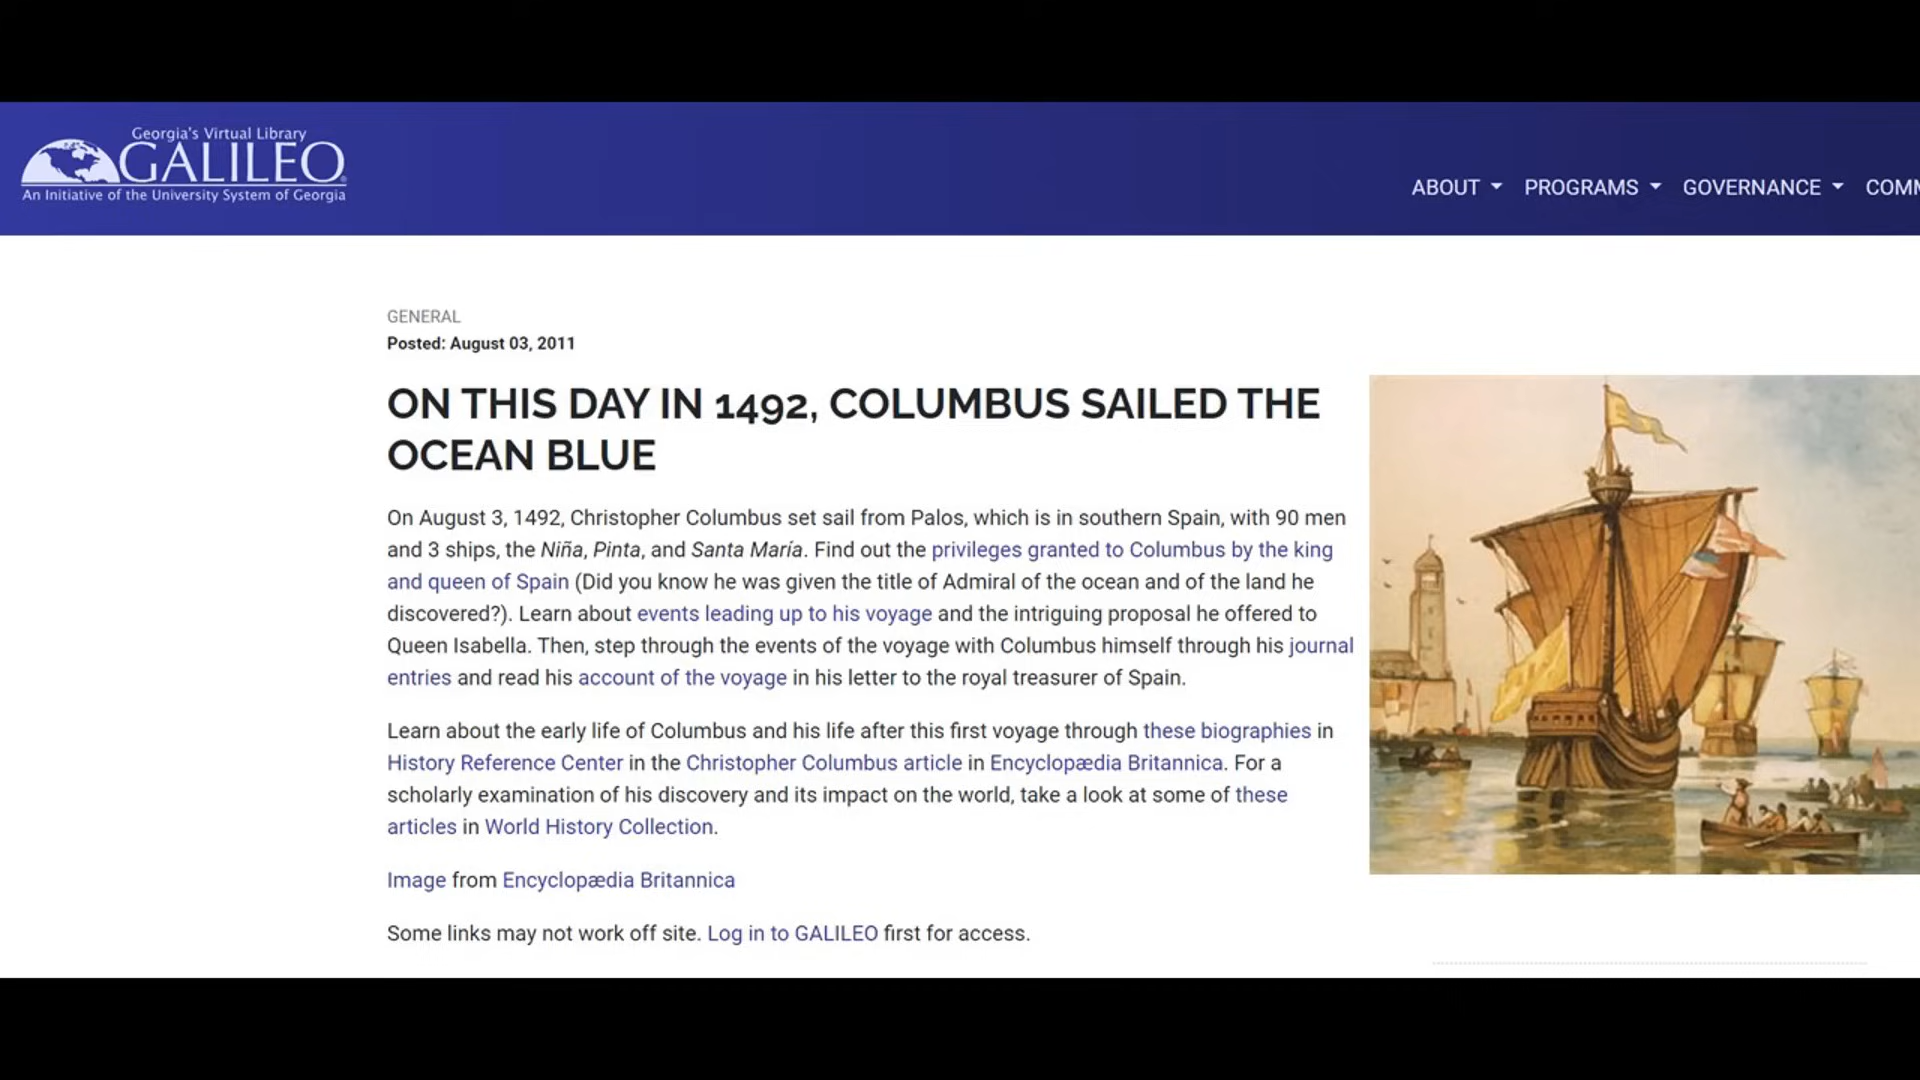 Georgia's Virtual Library
GALILEO
An Initiative of the University System of Georgia
ABOUT PROGRAMS GOVERNANCE COMM
GENERAL
Posted: August 03, 2011
ON THIS DAY IN 1492, COLUMBUS SAILED THE
OCEAN BLUE
On August 3, 1492, Christopher Columbus set sail from Palos, which is in southern Spain, with 90 men
and 3 ships, the Niña, Pinta, and Santa María. Find out the privileges granted to Columbus by the king
and queen of Spain (Did you know he was given the title of Admiral of the ocean and of the land he
discovered?). Learn about events leading up to his voyage and the intriguing proposal he offered to
Queen Isabella. Then, step through the events of the voyage with Columbus himself through his journal
entries and read his account of the voyage in his letter to the royal treasurer of Spain.
Learn about the early life of Columbus and his life after this first voyage through these biographies in
History Reference Center in the Christopher Columbus article in Encyclopædia Britannica. For a
scholarly examination of his discovery and its impact on the world, take a look at some of these
articles in World History Collection.
Image from Encyclopædia Britannica
Some links may not work off site. Log in to GALILEO first for access.